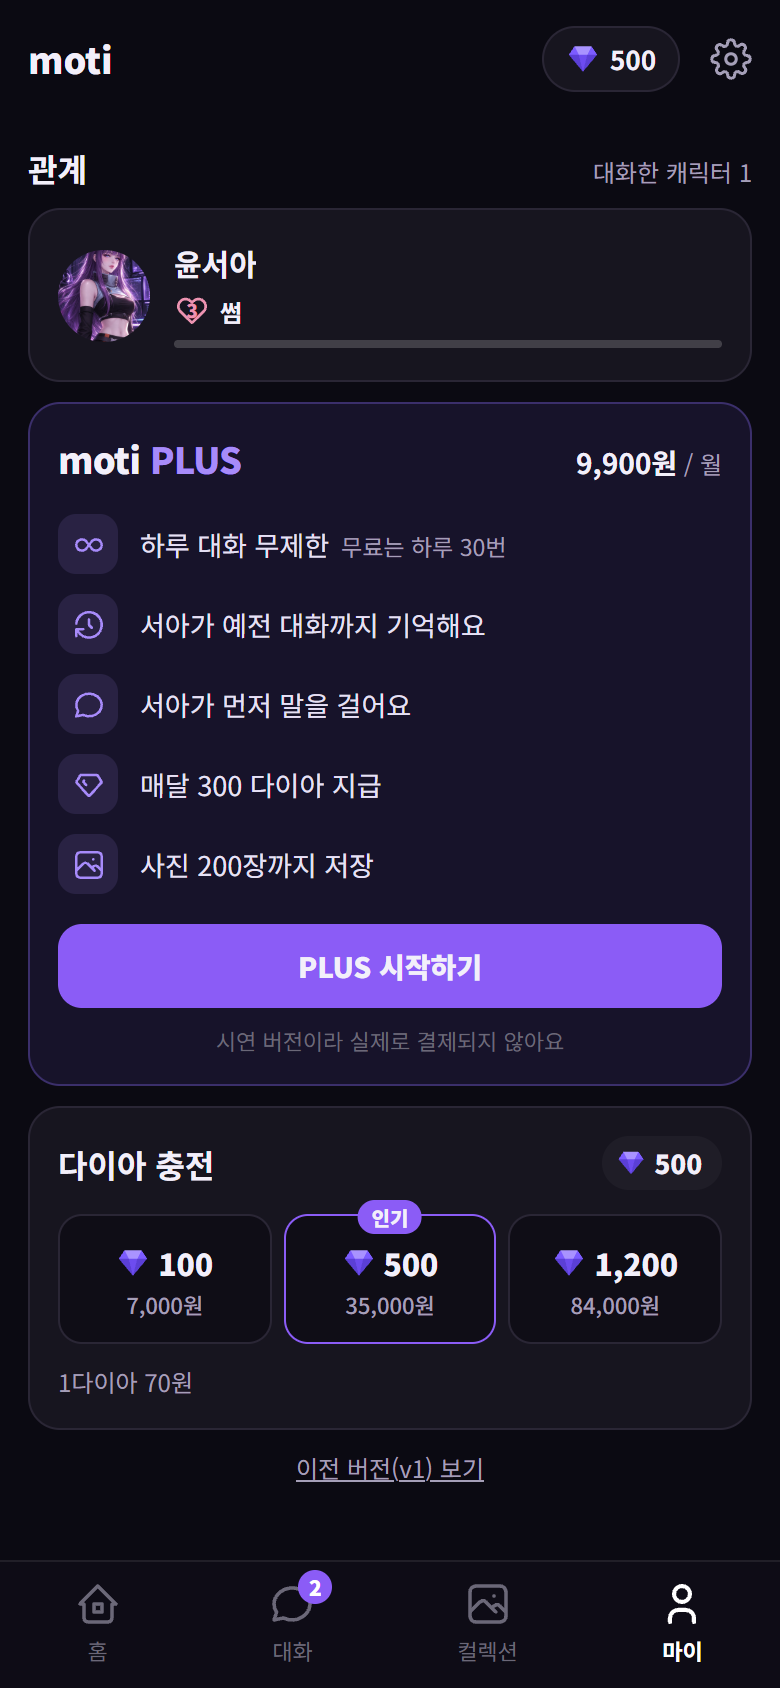 moti
500
관계
대화한 캐릭터 1
윤서아
3 썸
moti PLUS
9,900원 / 월
하루 대화 무제한 무료는 하루 30번
서아가 예전 대화까지 기억해요
서아가 먼저 말을 걸어요
매달 300 다이아 지급
사진 200장까지 저장
PLUS 시작하기
시연 버전이라 실제로 결제되지 않아요
다이아 충전
500
100
7,000원
인기
500
35,000원
1,200
84,000원
1다이아 70원
이전 버전(v1) 보기
홈
2
대화
컬렉션
마이